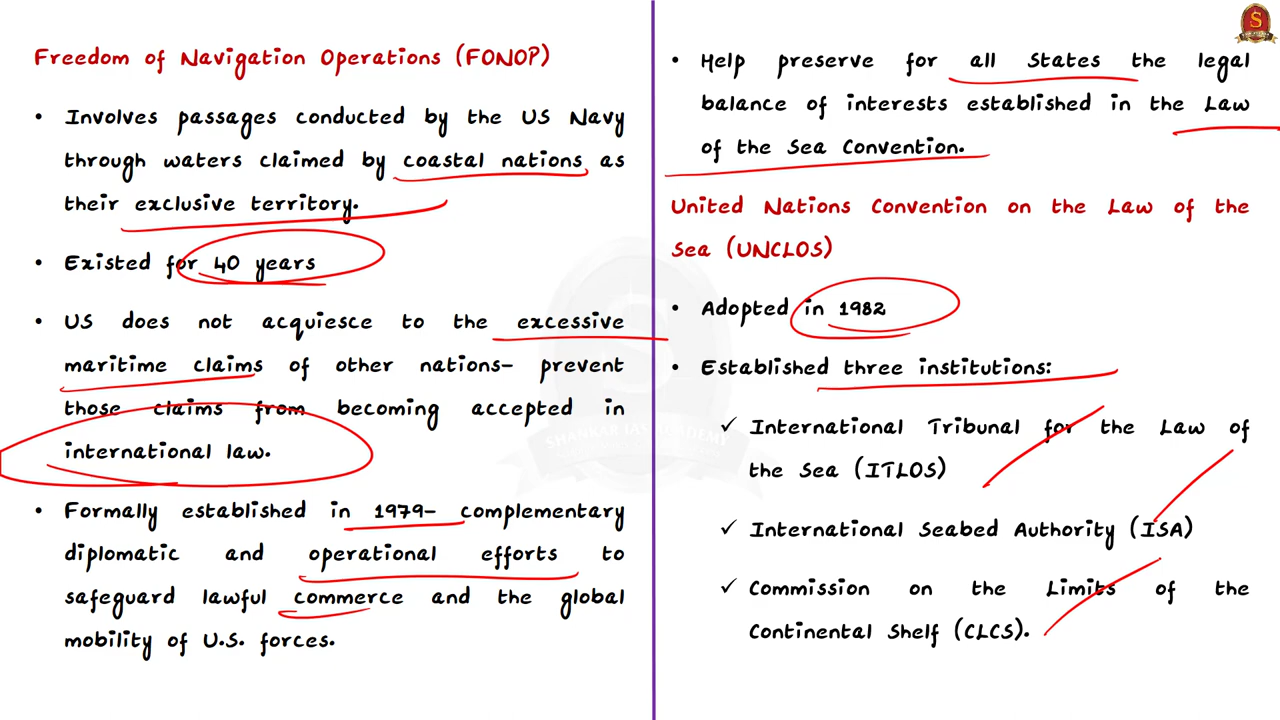 Freedom of Navigation Operations (FONOP)
• Involves passages conducted by the US Navy
through waters claimed by coastal nations as
their exclusive territory.
• Existed for 40 years
• US does not acquiesce to the excessive
maritime claims of other nations- prevent
those claims from becoming accepted in
international law.
• Formally established in 1979- complementary
diplomatic and operational efforts to
safeguard lawful commerce and the global
mobility of U.S. forces.
• Help preserve for all States the legal
balance of interests established in the Law
of the Sea Convention.
United Nations Convention on the Law of the
Sea (UNCLOS)
• Adopted in 1982
• Established three institutions:
✓ International Tribunal for the Law of
the Sea (ITLOS)
✓ International Seabed Authority (ISA)
✓ Commission on the Limits of the
Continental Shelf (CLCS).
SHANKAR IAS ACADEMY
S